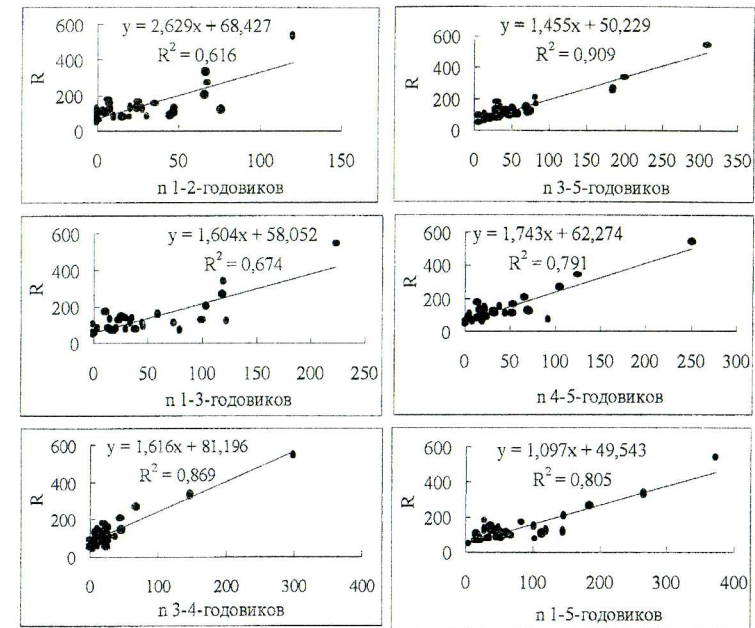 y = 2,629x + 68,427
R² = 0,616
R
600
400
200
0
0 50 100 150
n 1-2-годовиков
y = 1,455x + 50,229
R² = 0,909
R
600
400
200
0
0 50 100 150 200 250 300 350
n 3-5-годовиков
y = 1,604x + 58,052
R² = 0,674
R
600
400
200
0
0 50 100 150 200 250
n 1-3-годовиков
y = 1,743x + 62,274
R² = 0,791
R
600
400
200
0
0 50 100 150 200 250 300
n 4-5-годовиков
y = 1,616x + 81,196
R² = 0,869
R
600
400
200
0
0 100 200 300 400
n 3-4-годовиков
y = 1,097x + 49,543
R² = 0,805
R
600
400
200
0
0 100 200 300 400
n 1-5-годовиков